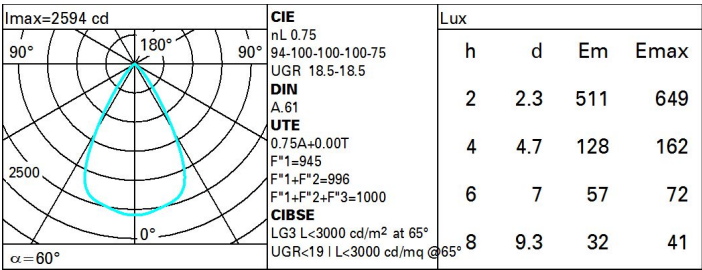 Imax=2594 cd
90°
180°
90°
2500
0°
α=60°
CIE
nL 0.75
94-100-100-100-75
UGR 18.5-18.5
DIN
A.61
UTE
0.75A+0.00T
F"1=945
F"1+F"2=996
F"1+F"2+F"3=1000
CIBSE
LG3 L<3000 cd/m² at 65°
UGR<19 | L<3000 cd/mq @65°
Lux
h d Em Emax
2 2.3 511 649
4 4.7 128 162
6 7 57 72
8 9.3 32 41